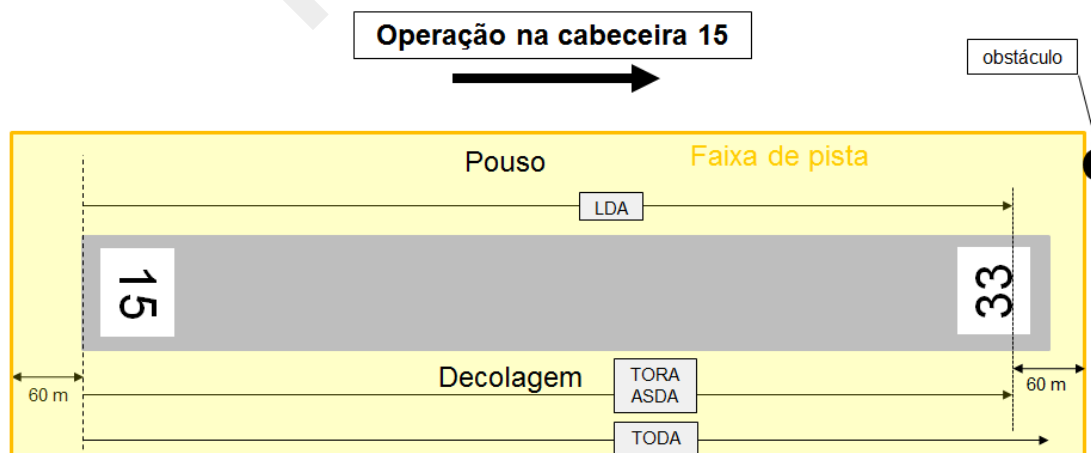 Operação na cabeceira 15
obstáculo
Pouso
Faixa de pista
LDA
15
33
60 m
Decolagem
TORA
ASDA
60 m
TODA